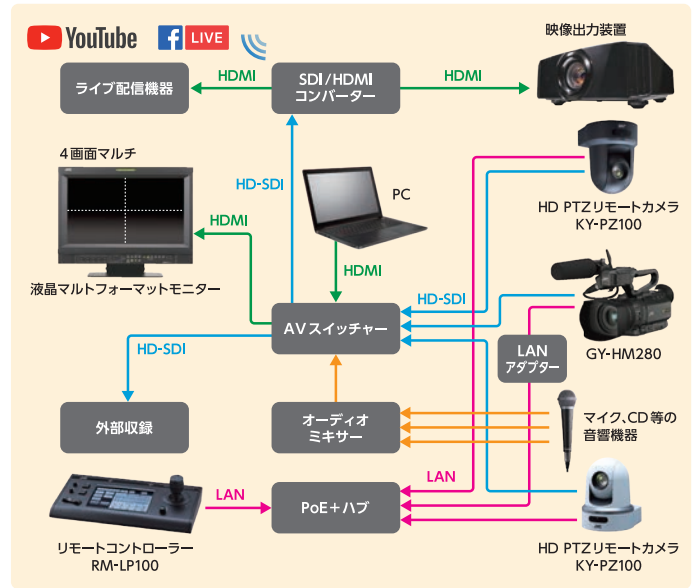 YouTube
f LIVE
映像出力装置
ライブ配信機器
HDMI
SDI/HDMI
コンバーター
HDMI
4画面マルチ
HD-SDI
PC
HDMI
HDMI
液晶マルトフォーマットモニター
HD PTZリモートカメラ
KY-PZ100
HD-SDI
AVスイッチャー
HD-SDI
LAN
アダプター
GY-HM280
外部収録
オーディオ
ミキサー
マイク、CD等の
音響機器
LAN
LAN
PoE+ハブ
リモートコントローラー
RM-LP100
HD PTZリモートカメラ
KY-PZ100